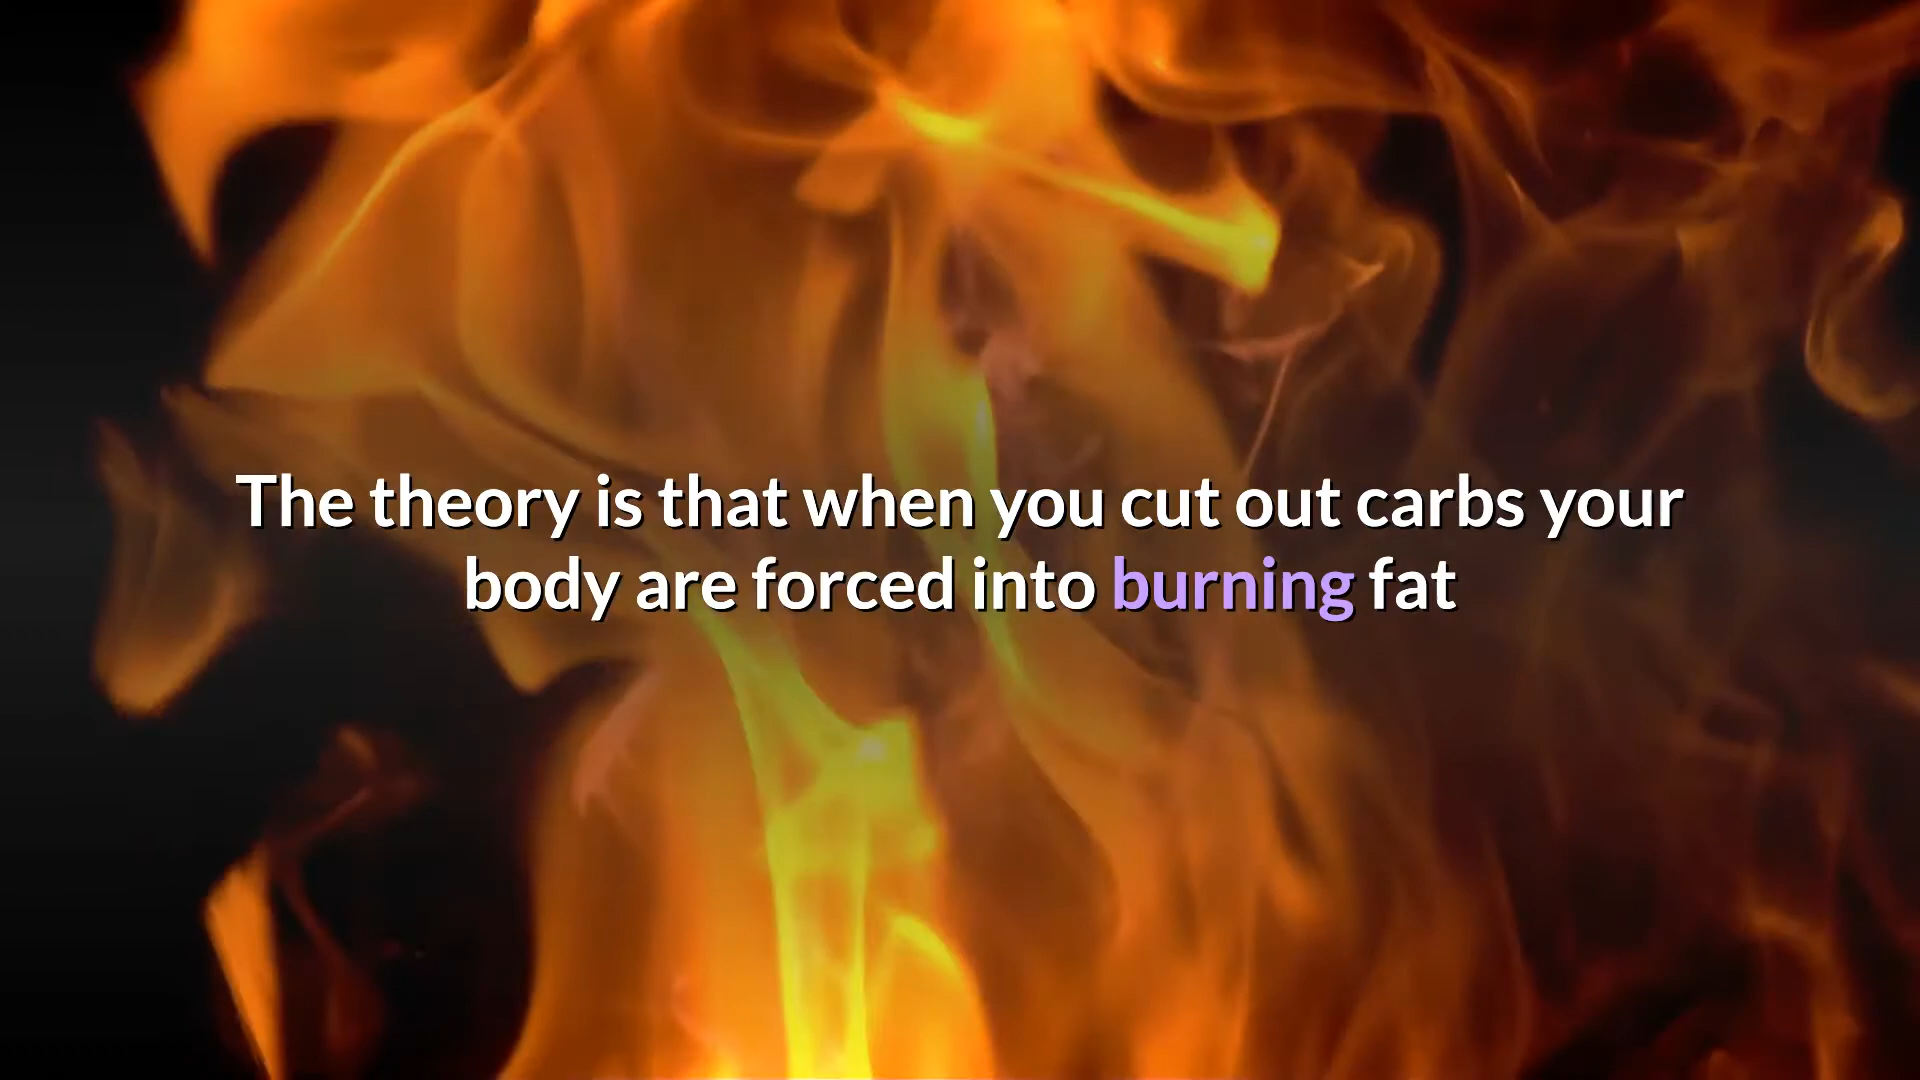 The theory is that when you cut out carbs your
body are forced into burning fat